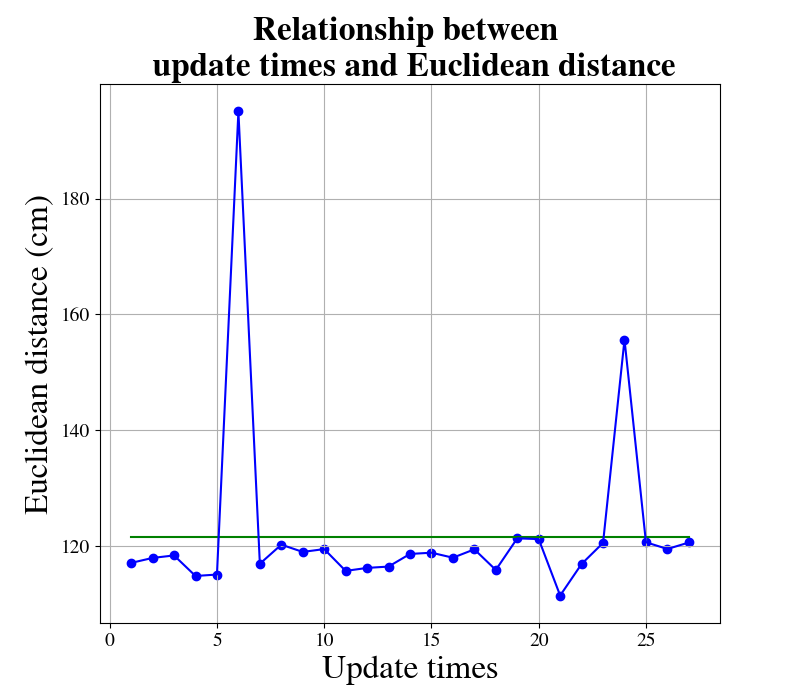 Relationship between
update times and Euclidean distance
Euclidean distance (cm)
180
160
140
120
0 5 10 15 20 25
Update times